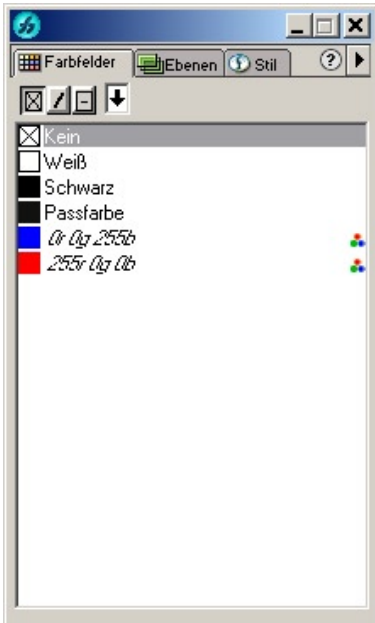 Farbfelder Ebenen Stil ?
Kein
Weiß
Schwarz
Passfarbe
0r 0g 255b
255r 0g 0b